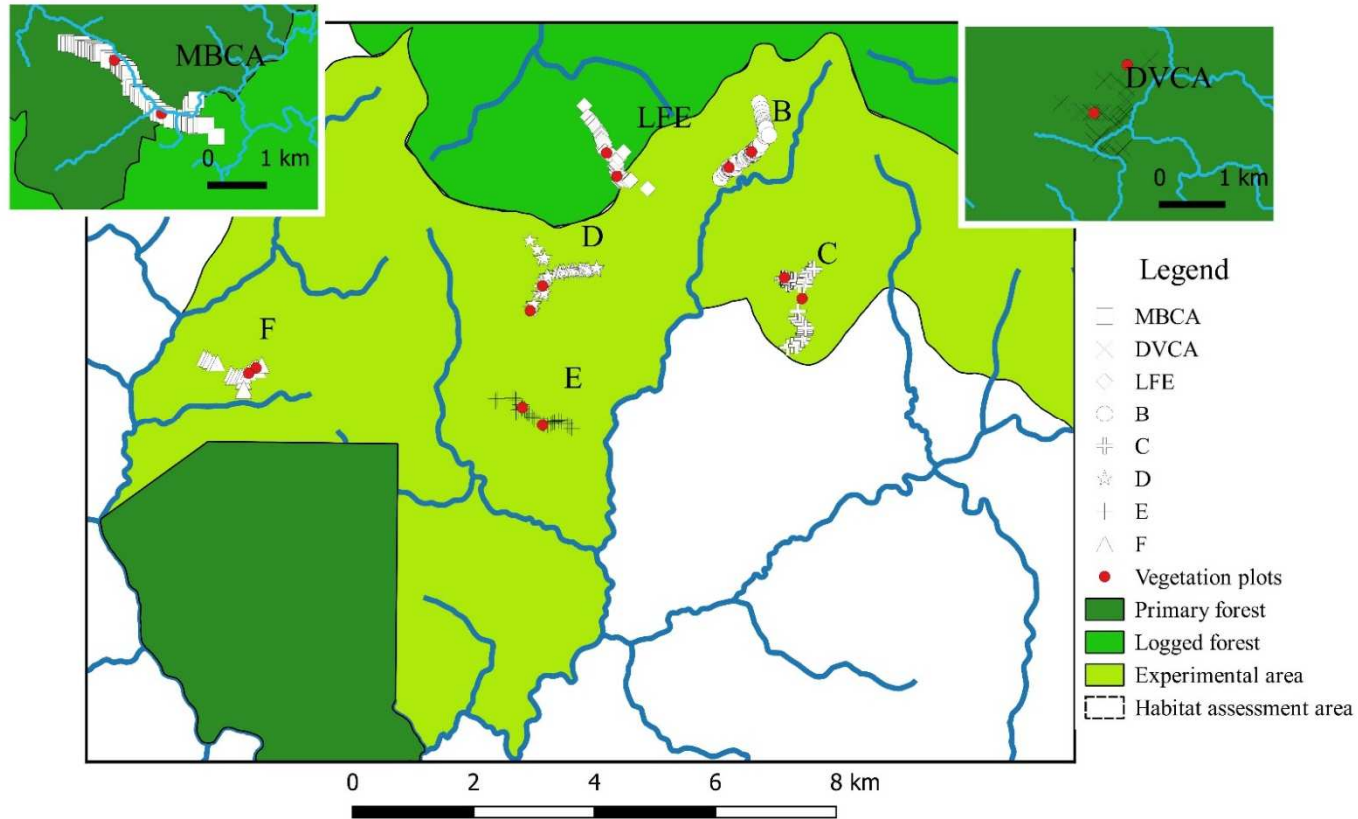 MBCA
0 1 km
DVCA
0 1 km
LFE
B
D
C
F
E
Legend
MBCA
DVCA
LFE
B
C
D
E
F
Vegetation plots
Primary forest
Logged forest
Experimental area
Habitat assessment area
0 2 4 6 8 km